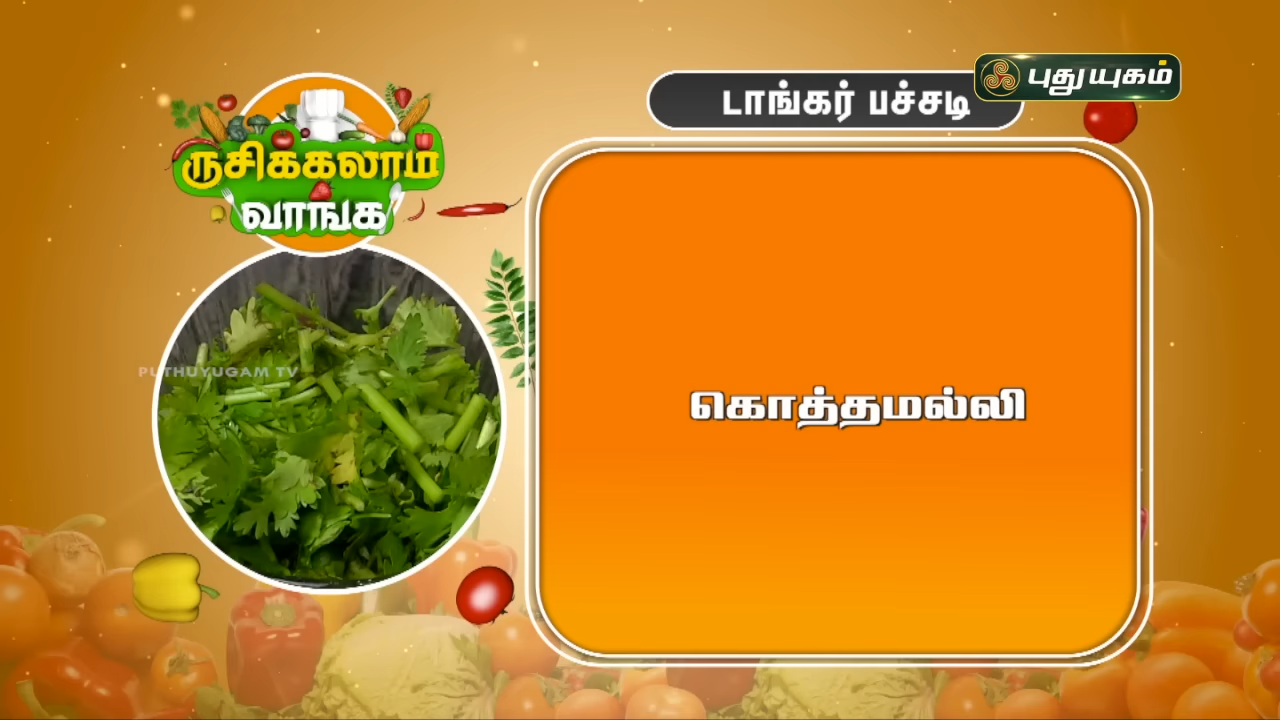 டாங்கர் பச்சடி
புதுயுகம்
ருசிக்கலாம்
வாங்க
PUTHUYUGAM TV
கொத்தமல்லி